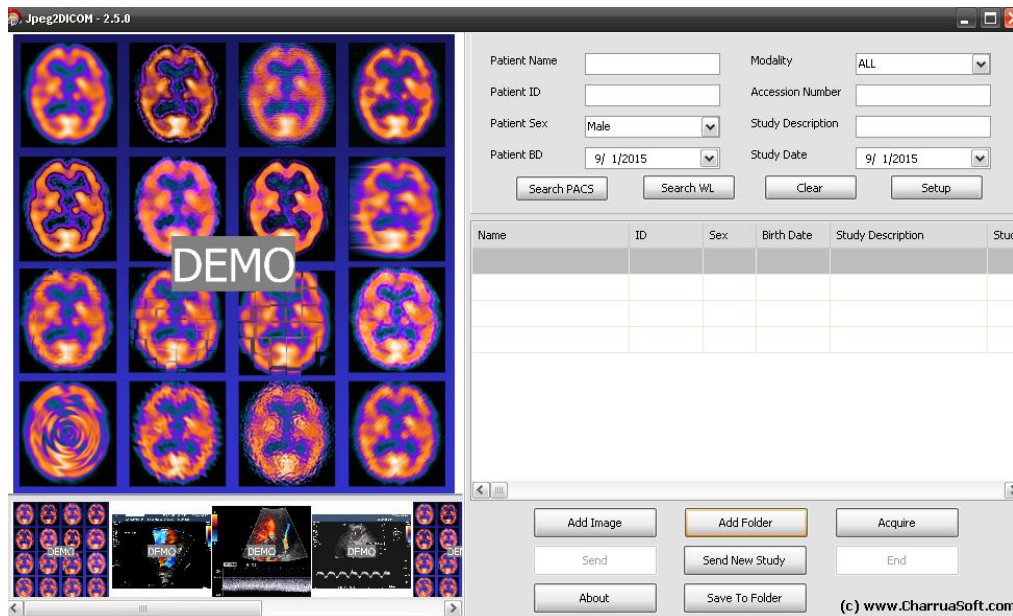 Jpeg2DICOM - 2.5.0
DEMO
DEMO
DEMO
DEMO
DEMO
DEM
Patient Name
Modality
ALL
Patient ID
Accession Number
Patient Sex
Male
Study Description
Patient BD
9/ 1/2015
Study Date
9/ 1/2015
Search PACS
Search WL
Clear
Setup
Name
ID
Sex
Birth Date
Study Description
Stu
Add Image
Add Folder
Acquire
Send
Send New Study
End
About
Save To Folder
(c) www.CharruaSoft.com